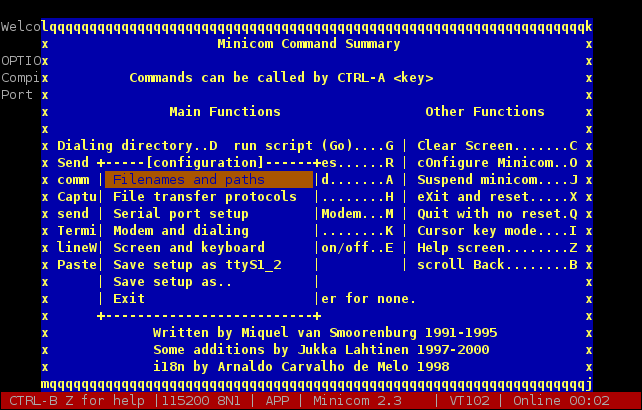 Welcolqqqqqqqqqqqqqqqqqqqqqqqqqqqqqqqqqqqqqqqqqqqqqqqqqqqqqqqqqqqqqqqqqqqk
x Minicom Command Summary x
OPTIOx x
Compix Commands can be called by CTRL-A <key> x
Port x x
x Main Functions Other Functions x
x x
x Dialing directory..D run script (Go)....G | Clear Screen.......C x
x Send +-----[configuration]------+es......R | cOnfigure Minicom..O x
x comm | Filenames and paths |d.......A | Suspend minicom....J x
x Captu| File transfer protocols |........H | eXit and reset.....X x
x send | Serial port setup |Modem...M | Quit with no reset.Q x
x Termi| Modem and dialing |........K | Cursor key mode....I x
x lineW| Screen and keyboard |on/off..E | Help screen........Z x
x Paste| Save setup as ttyS1_2 | | scroll Back........B x
x | Save setup as.. | x
x | Exit |er for none. x
x +--------------------------+ x
x Written by Miquel van Smoorenburg 1991-1995 x
x Some additions by Jukka Lahtinen 1997-2000 x
x i18n by Arnaldo Carvalho de Melo 1998 x
mqqqqqqqqqqqqqqqqqqqqqqqqqqqqqqqqqqqqqqqqqqqqqqqqqqqqqqqqqqqqqqqqqqqj
CTRL-B Z for help |115200 8N1 | APP | Minicom 2.3 | VT102 | Online 00:02